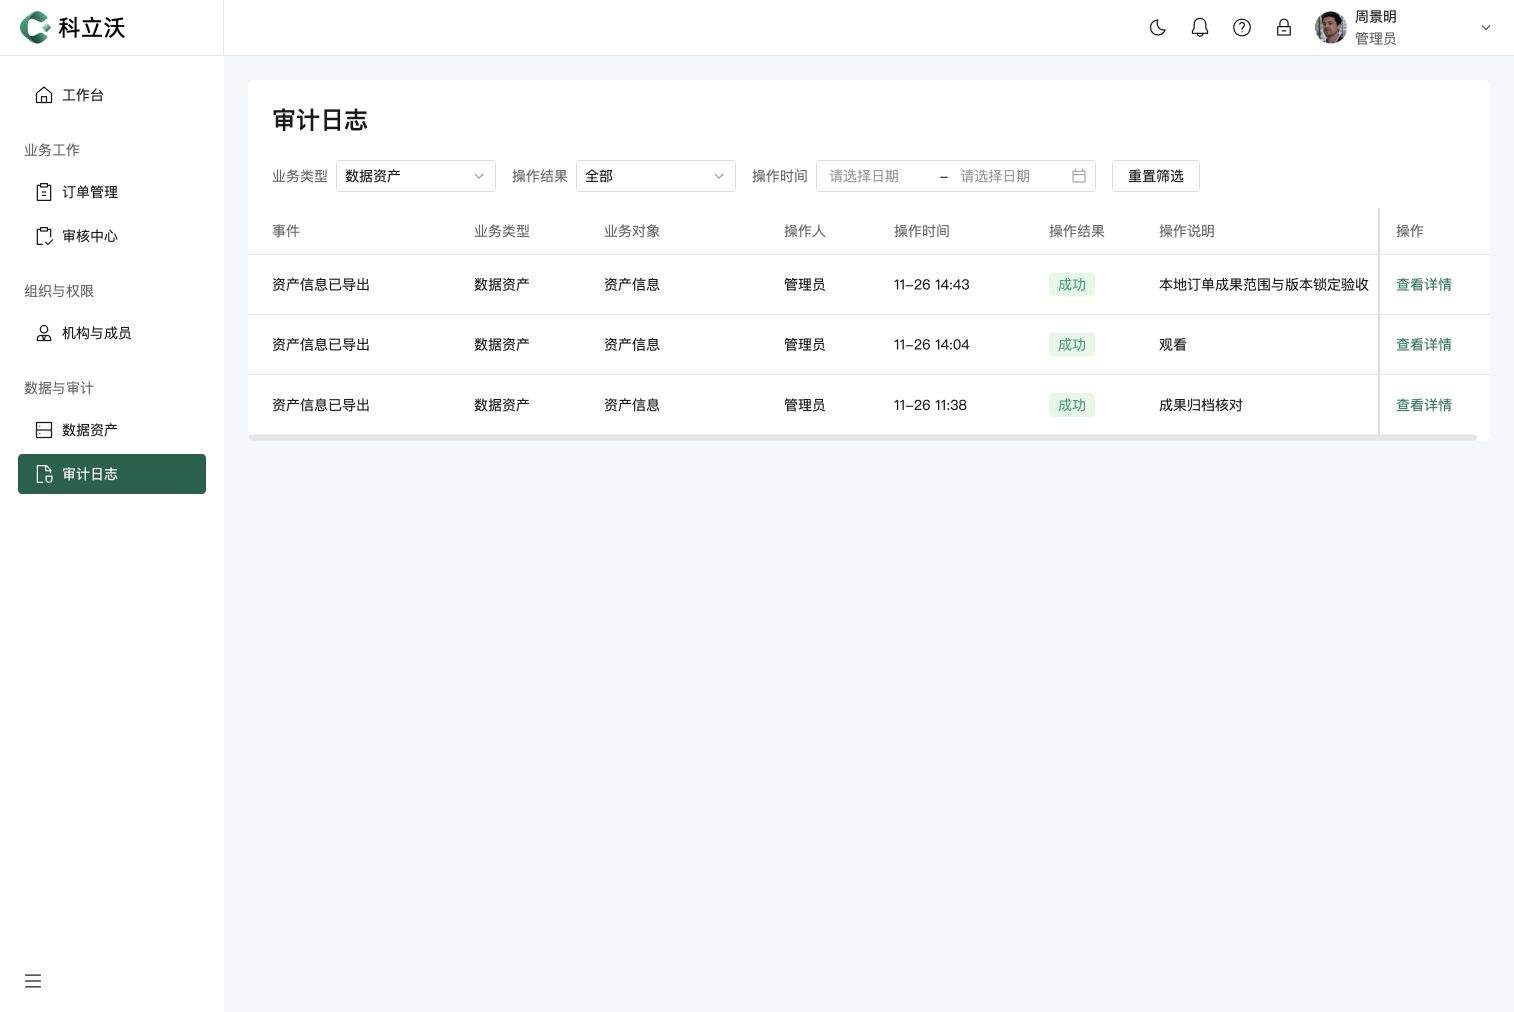 科立沃
周景明
管理员
工作台
业务工作
订单管理
审核中心
组织与权限
机构与成员
数据与审计
数据资产
审计日志
审计日志
业务类型 数据资产 操作结果 全部 操作时间 请选择日期 – 请选择日期 重置筛选
事件 业务类型 业务对象 操作人 操作时间 操作结果 操作说明 操作
资产信息已导出 数据资产 资产信息 管理员 11-26 14:43 成功 本地订单成果范围与版本锁定验收 查看详情
资产信息已导出 数据资产 资产信息 管理员 11-26 14:04 成功 观看 查看详情
资产信息已导出 数据资产 资产信息 管理员 11-26 11:38 成功 成果归档核对 查看详情